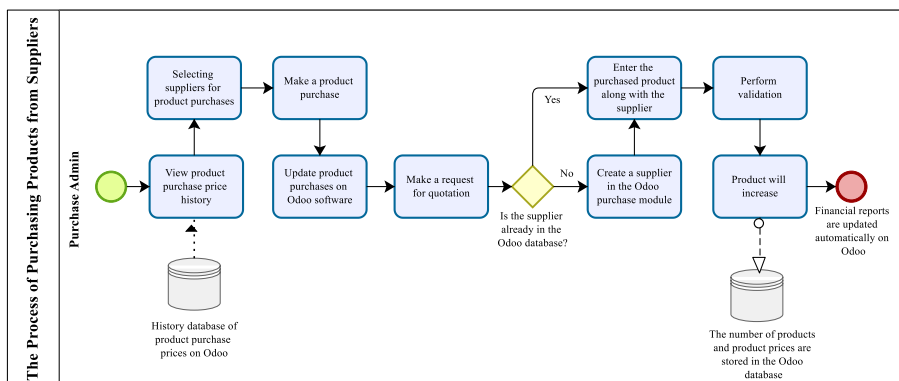 The Process of Purchasing Products from Suppliers
Purchase Admin
Selecting
suppliers for
product purchases
Make a product
purchase
View product
purchase price
history
Update product
purchases on
Odoo software
Make a request
for quotation
Is the supplier
already in the
Odoo database?
Yes
No
Enter the
purchased product
along with the
supplier
Create a supplier
in the Odoo
purchase module
Perform
validation
Product will
increase
Financial reports
are updated
automatically on
Odoo
History database of
product purchase
prices on Odoo
The number of products
and product prices are
stored in the Odoo
database